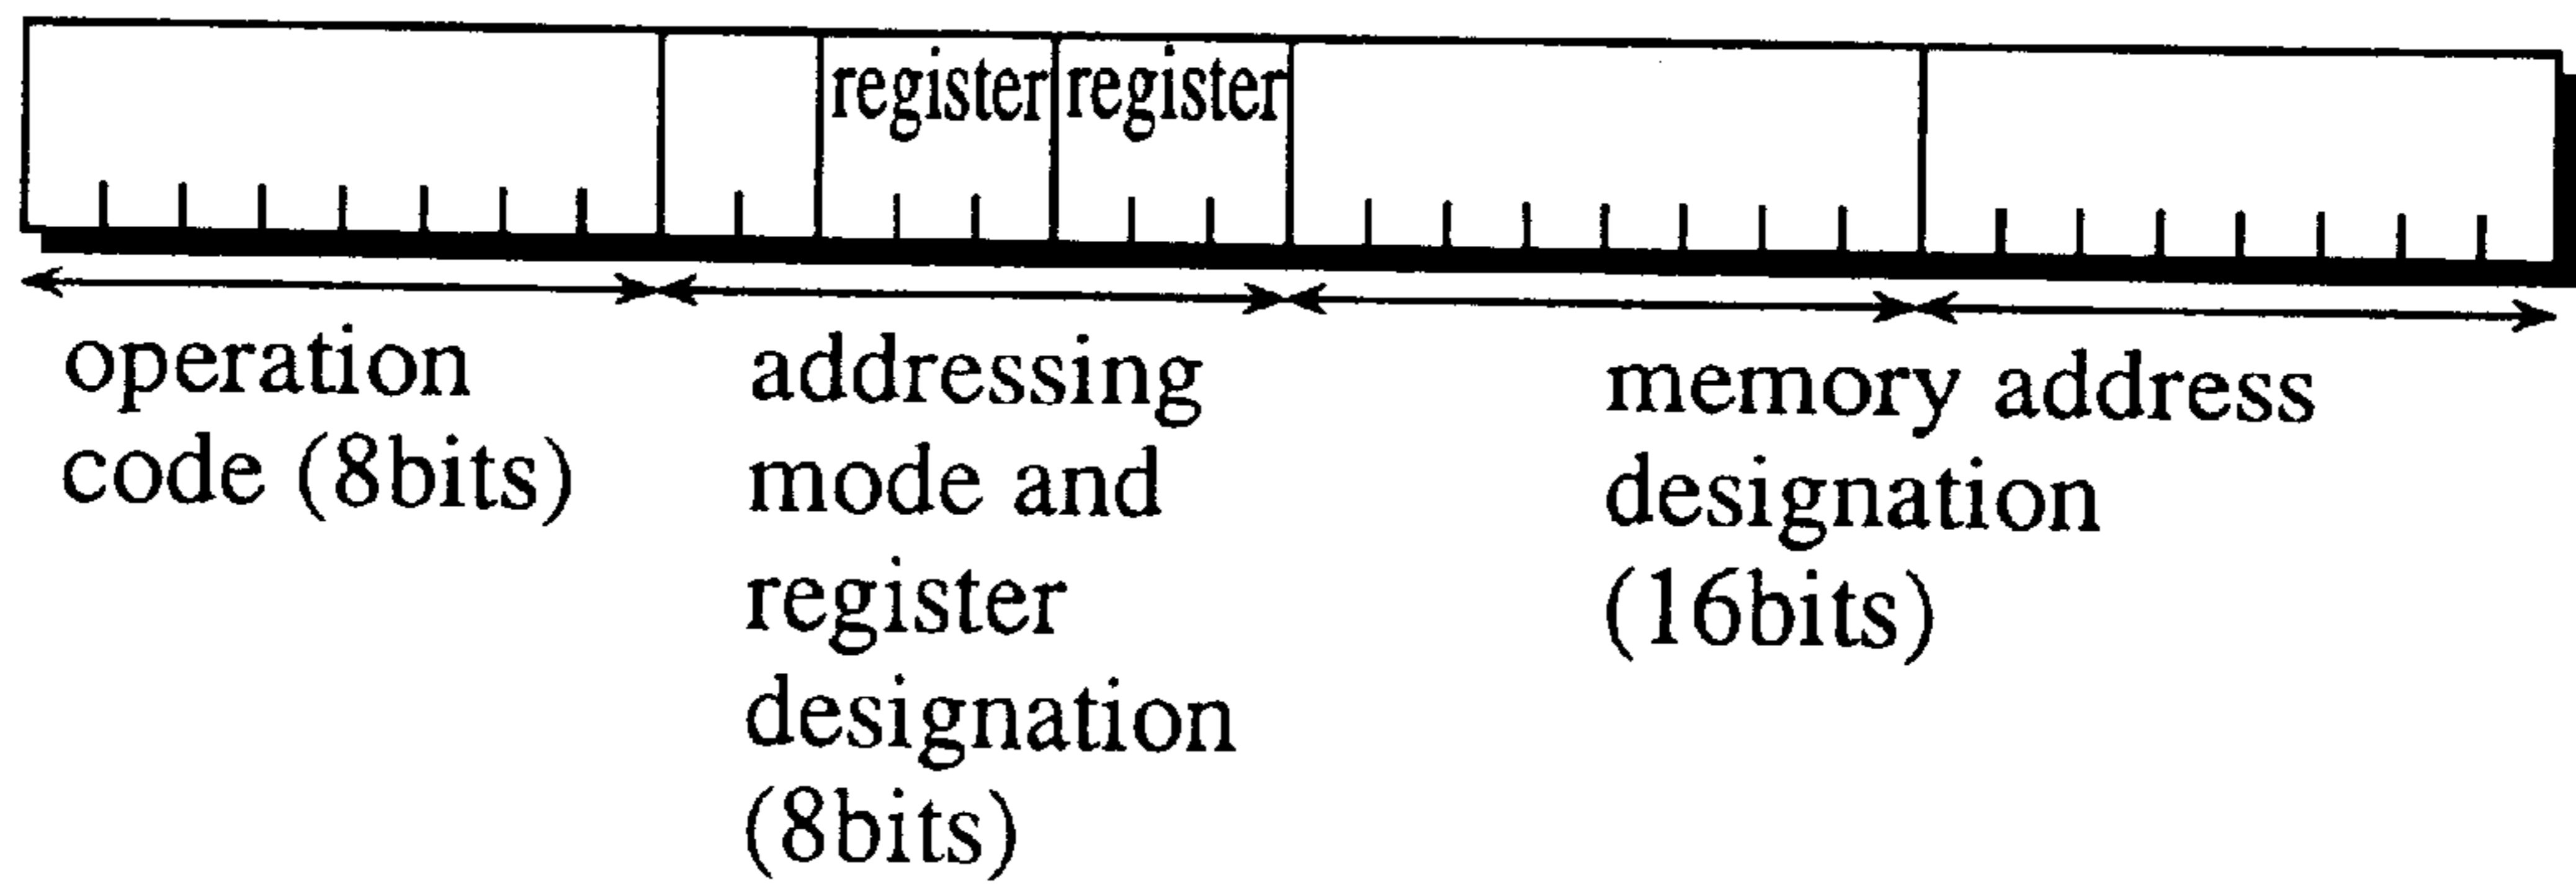 register register
operation
code (8bits)
addressing
mode and
register
designation
(8bits)
memory address
designation
(16bits)